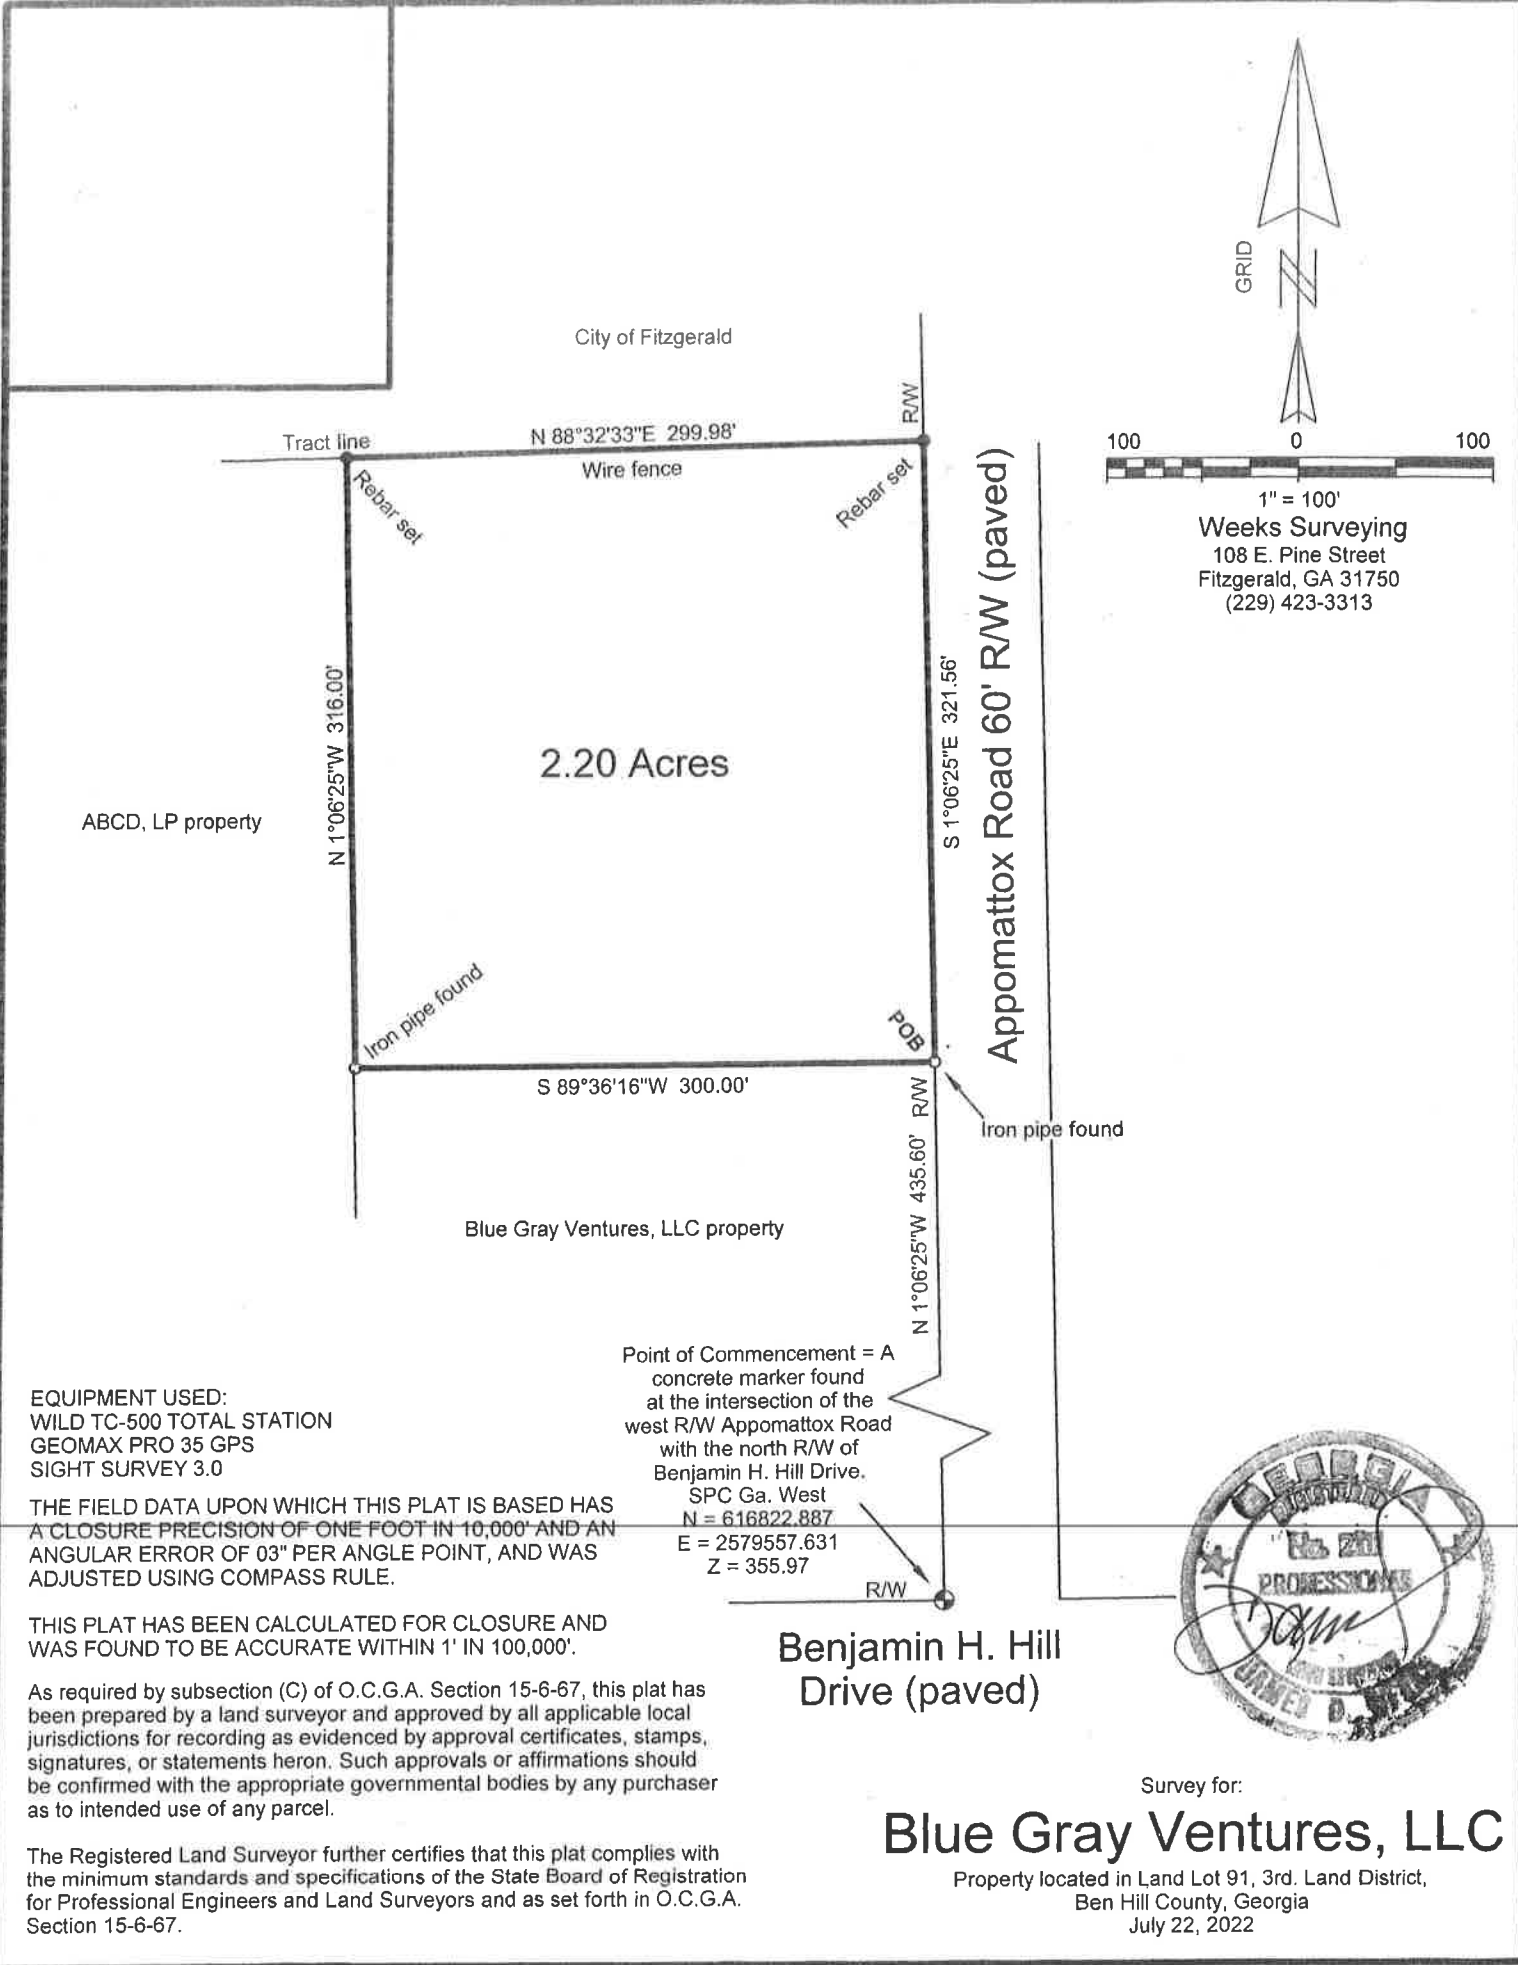 City of Fitzgerald
GRID
N
R/W
Tract line
N 88°32'33"E 299.98'
Wire fence
Rebar set
Rebar set
100 0 100
1" = 100'
Weeks Surveying
108 E. Pine Street
Fitzgerald, GA 31750
(229) 423-3313
N 1°06'25"W 316.00'
2.20 Acres
S 1°06'25"E 321.56'
Appomattox Road 60' R/W (paved)
ABCD, LP property
Iron pipe found
POB
S 89°36'16"W 300.00'
R/W
Iron pipe found
N 1°06'25"W 435.60'
Blue Gray Ventures, LLC property
Point of Commencement = A
concrete marker found
at the intersection of the
west R/W Appomattox Road
with the north R/W of
Benjamin H. Hill Drive.
SPC Ga. West
N = 616822.887
E = 2579557.631
Z = 355.97
R/W
Benjamin H. Hill
Drive (paved)
EQUIPMENT USED:
WILD TC-500 TOTAL STATION
GEOMAX PRO 35 GPS
SIGHT SURVEY 3.0
THE FIELD DATA UPON WHICH THIS PLAT IS BASED HAS
A CLOSURE PRECISION OF ONE FOOT IN 10,000' AND AN
ANGULAR ERROR OF 03" PER ANGLE POINT, AND WAS
ADJUSTED USING COMPASS RULE.
THIS PLAT HAS BEEN CALCULATED FOR CLOSURE AND
WAS FOUND TO BE ACCURATE WITHIN 1' IN 100,000'.
As required by subsection (C) of O.C.G.A. Section 15-6-67, this plat has
been prepared by a land surveyor and approved by all applicable local
jurisdictions for recording as evidenced by approval certificates, stamps,
signatures, or statements heron. Such approvals or affirmations should
be confirmed with the appropriate governmental bodies by any purchaser
as to intended use of any parcel.
The Registered Land Surveyor further certifies that this plat complies with
the minimum standards and specifications of the State Board of Registration
for Professional Engineers and Land Surveyors and as set forth in O.C.G.A.
Section 15-6-67.
GEORGIA
PROFESSIONAL
Survey for:
Blue Gray Ventures, LLC
Property located in Land Lot 91, 3rd. Land District,
Ben Hill County, Georgia
July 22, 2022